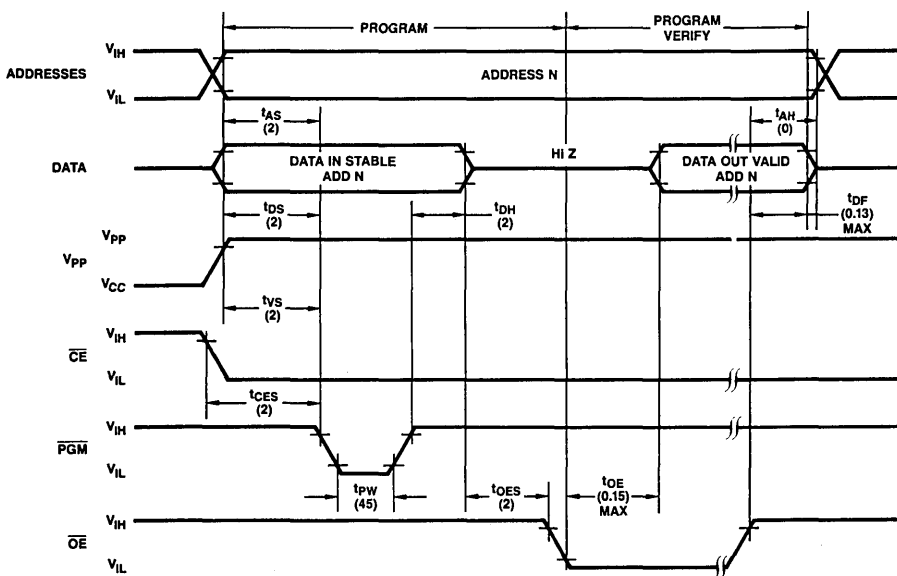 PROGRAM
PROGRAM
VERIFY
VIH
ADDRESSES
ADDRESS N
VIL
tAS
(2)
tAH
(0)
DATA
DATA IN STABLE
ADD N
Hi Z
DATA OUT VALID
ADD N
tDS
(2)
tDH
(2)
tDF
(0.13)
MAX
VPP
VPP
VCC
tVS
(2)
VIH
CE
VIL
tCES
(2)
VIH
PGM
VIL
tPW
(45)
tOES
(2)
tOE
(0.15)
MAX
VIH
OE
VIL